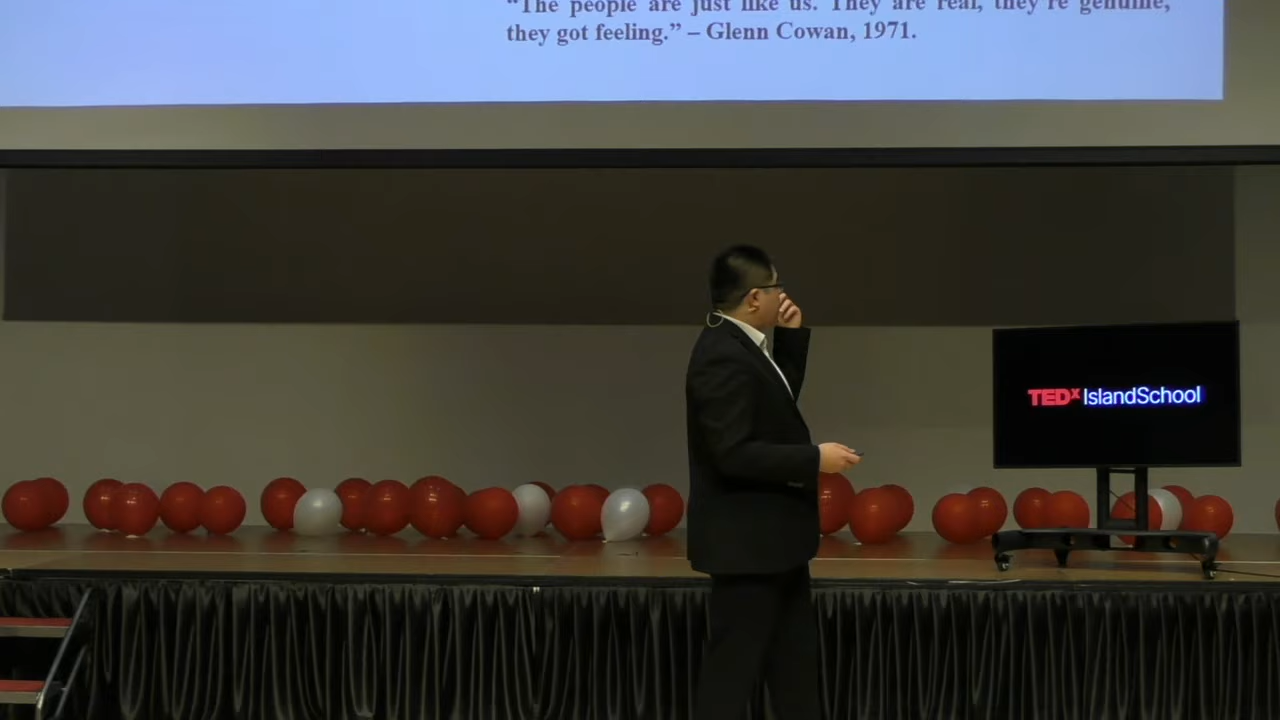 “The people are just like us. They are real, they’re genuine,
they got feeling.” – Glenn Cowan, 1971.
TEDx IslandSchool